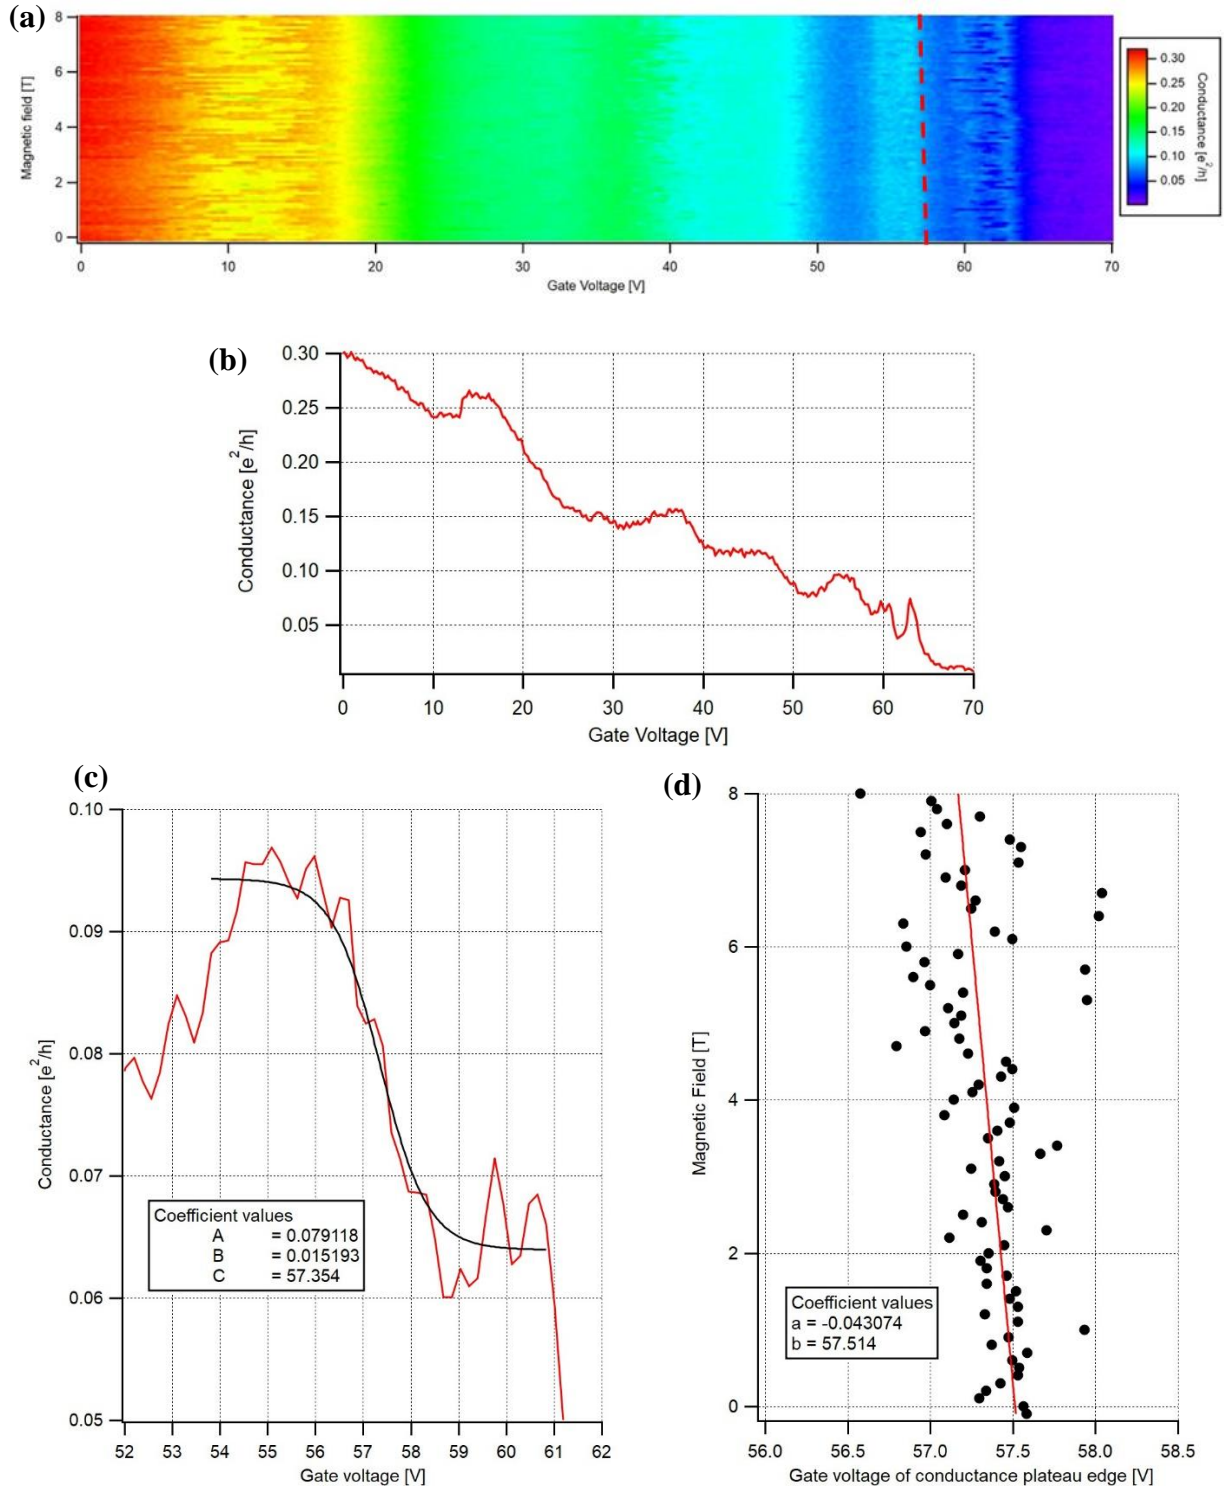 (a)
8
6
4
2
0
Magnetic field [T]
0 10 20 30 40 50 60 70
Gate Voltage [V]
0.30
0.25
0.20
0.15
0.10
0.05
Conductance [e²/h]
(b)
0.30
0.25
0.20
0.15
0.10
0.05
Conductance [e²/h]
0 10 20 30 40 50 60 70
Gate Voltage [V]
(c)
0.10
0.09
0.08
0.07
0.06
0.05
Conductance [e²/h]
Coefficient values
A = 0.079118
B = 0.015193
C = 57.354
52 53 54 55 56 57 58 59 60 61 62
Gate voltage [V]
(d)
8
6
4
2
0
Magnetic Field [T]
Coefficient values
a = -0.043074
b = 57.514
56.0 56.5 57.0 57.5 58.0 58.5
Gate voltage of conductance plateau edge [V]